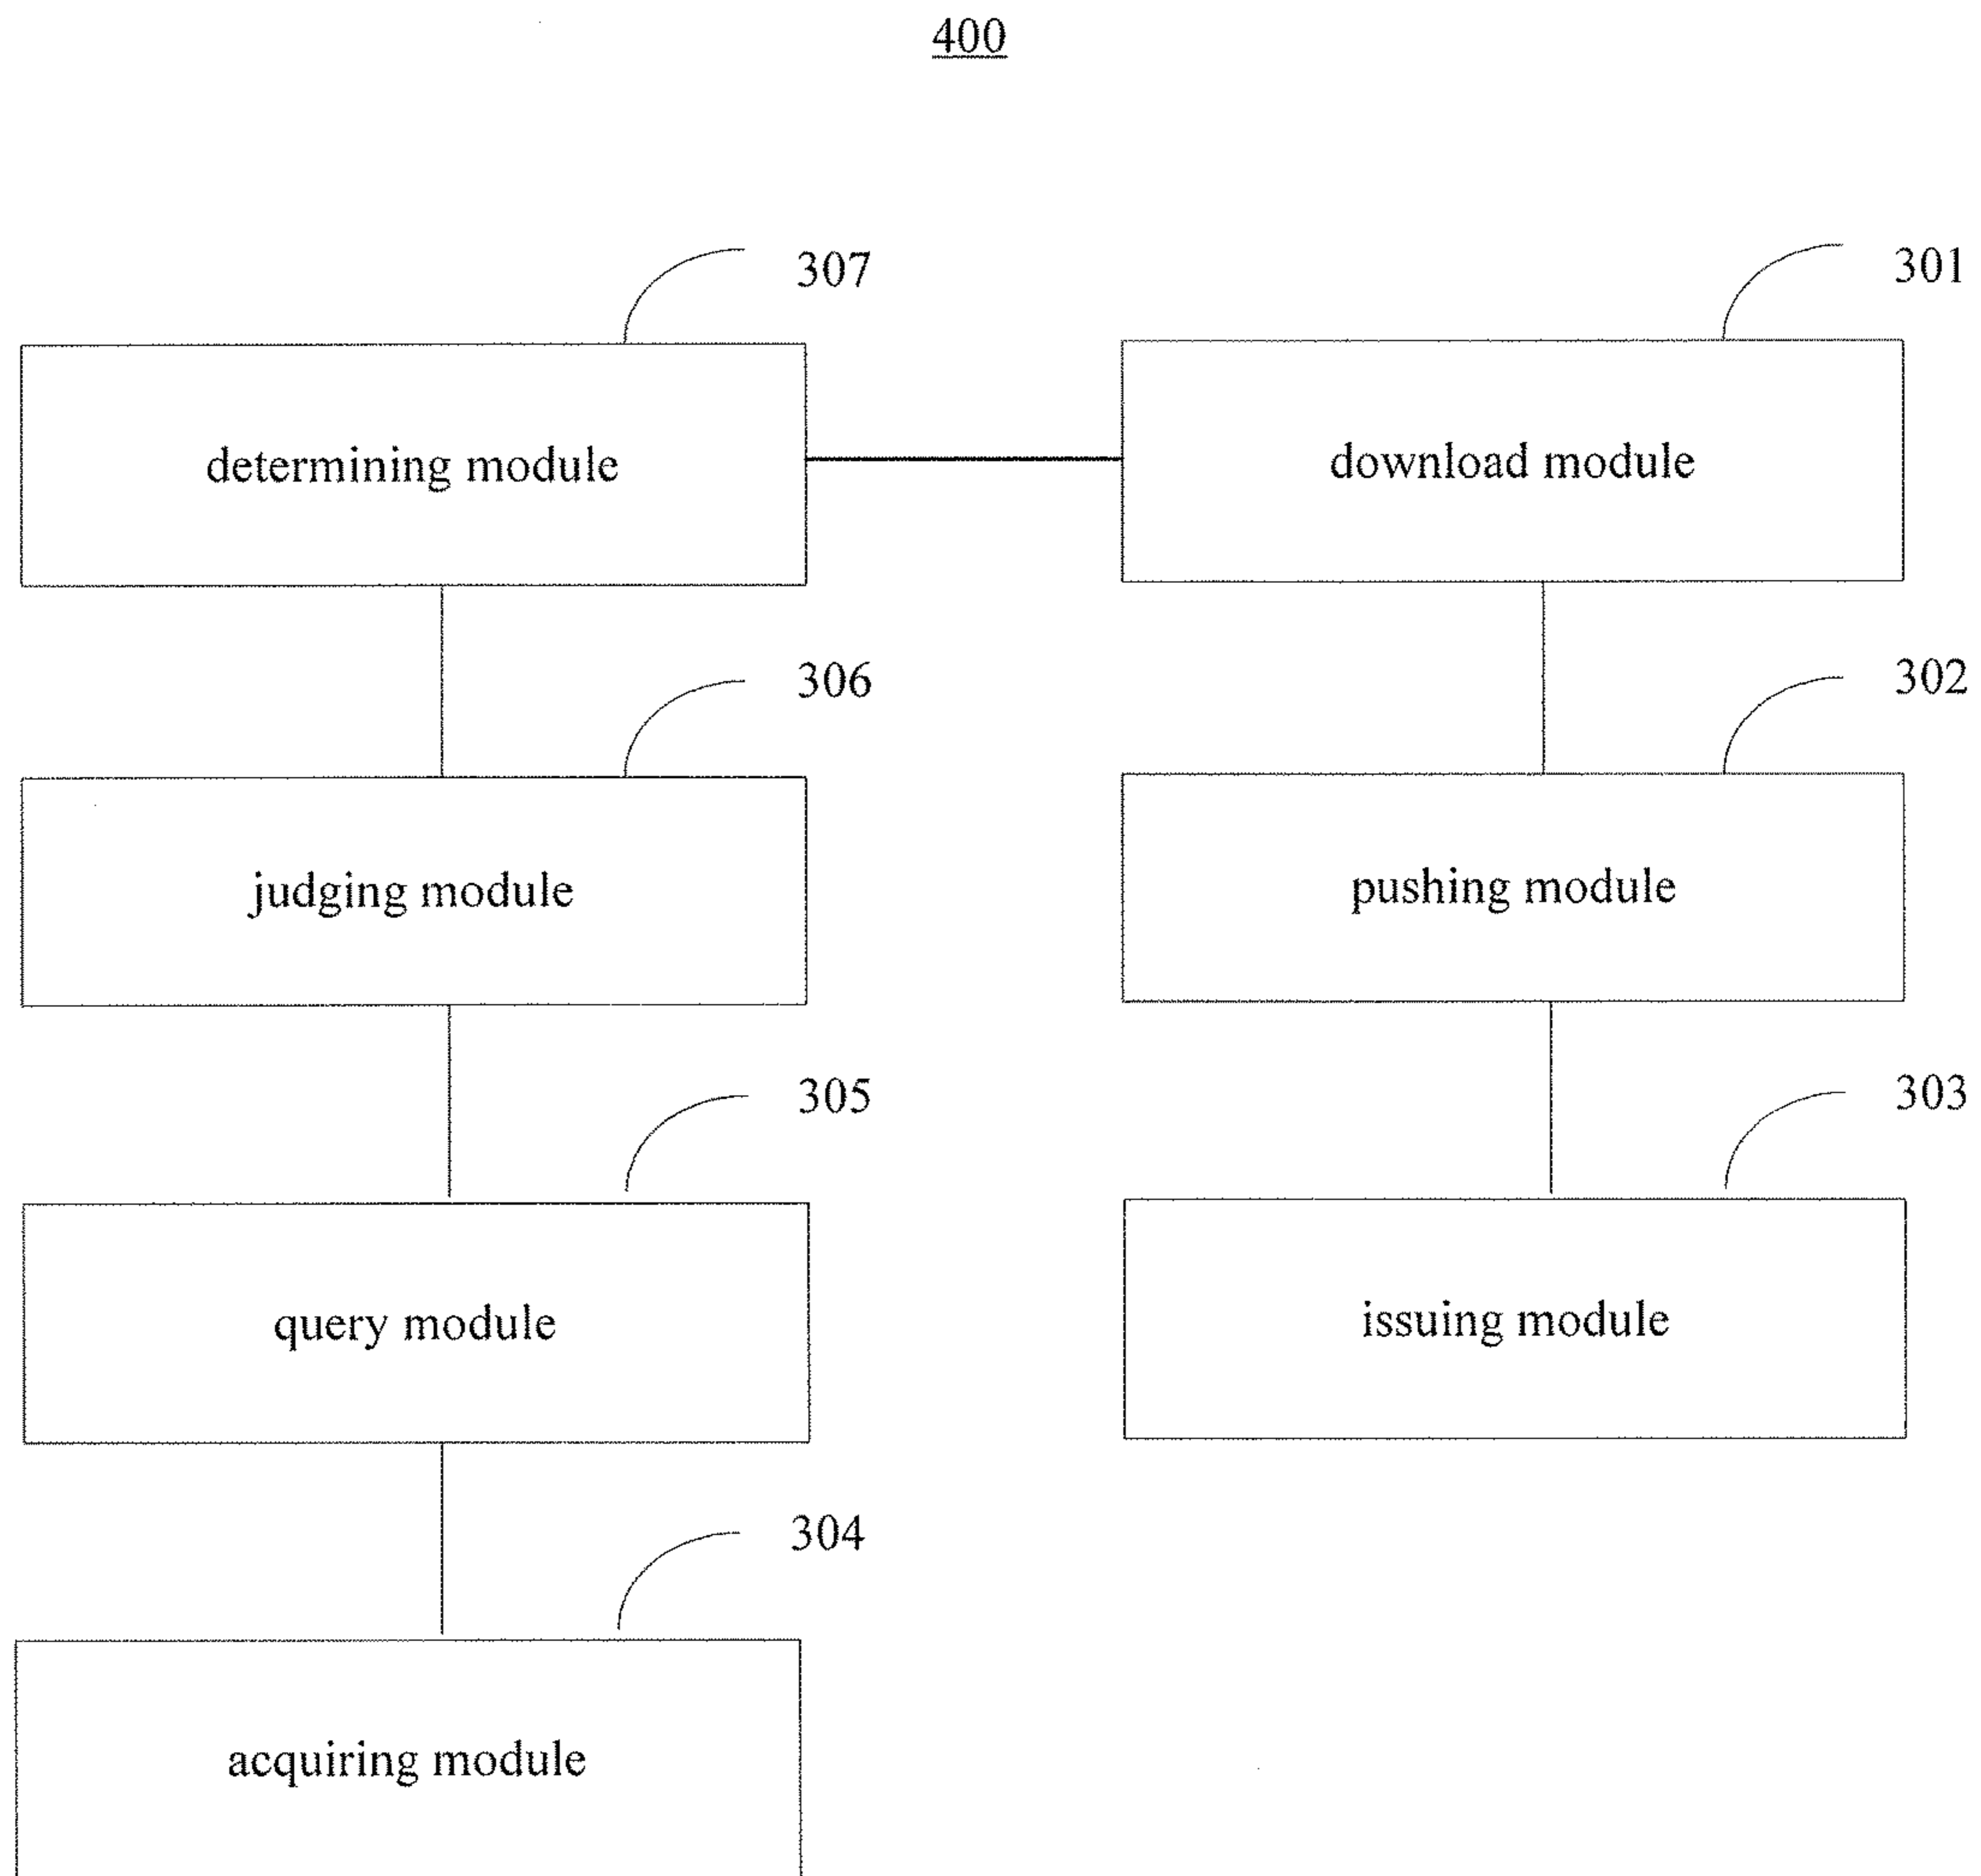 400
307
301
determining module
download module
306
302
judging module
pushing module
305
303
query module
issuing module
304
acquiring module